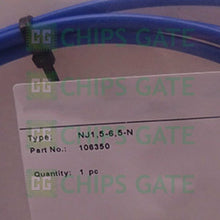 CHIPS GATE
Type: NJ1,5-6,5-N
Part No.: 106350
CHIPS GATE
Quantity: 1 pc
CHIPS GATE